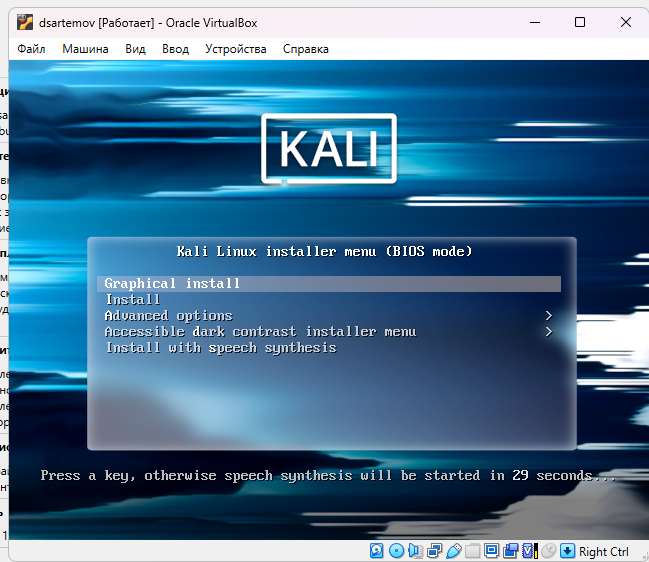 dsartemov [Работает] - Oracle VirtualBox
Файл Машина Вид Ввод Устройства Справка
KALI
Kali Linux installer menu (BIOS mode)
Graphical install
Install
Advanced options >
Accessible dark contrast installer menu >
Install with speech synthesis
Press a key, otherwise speech synthesis will be started in 29 seconds...
Right Ctrl